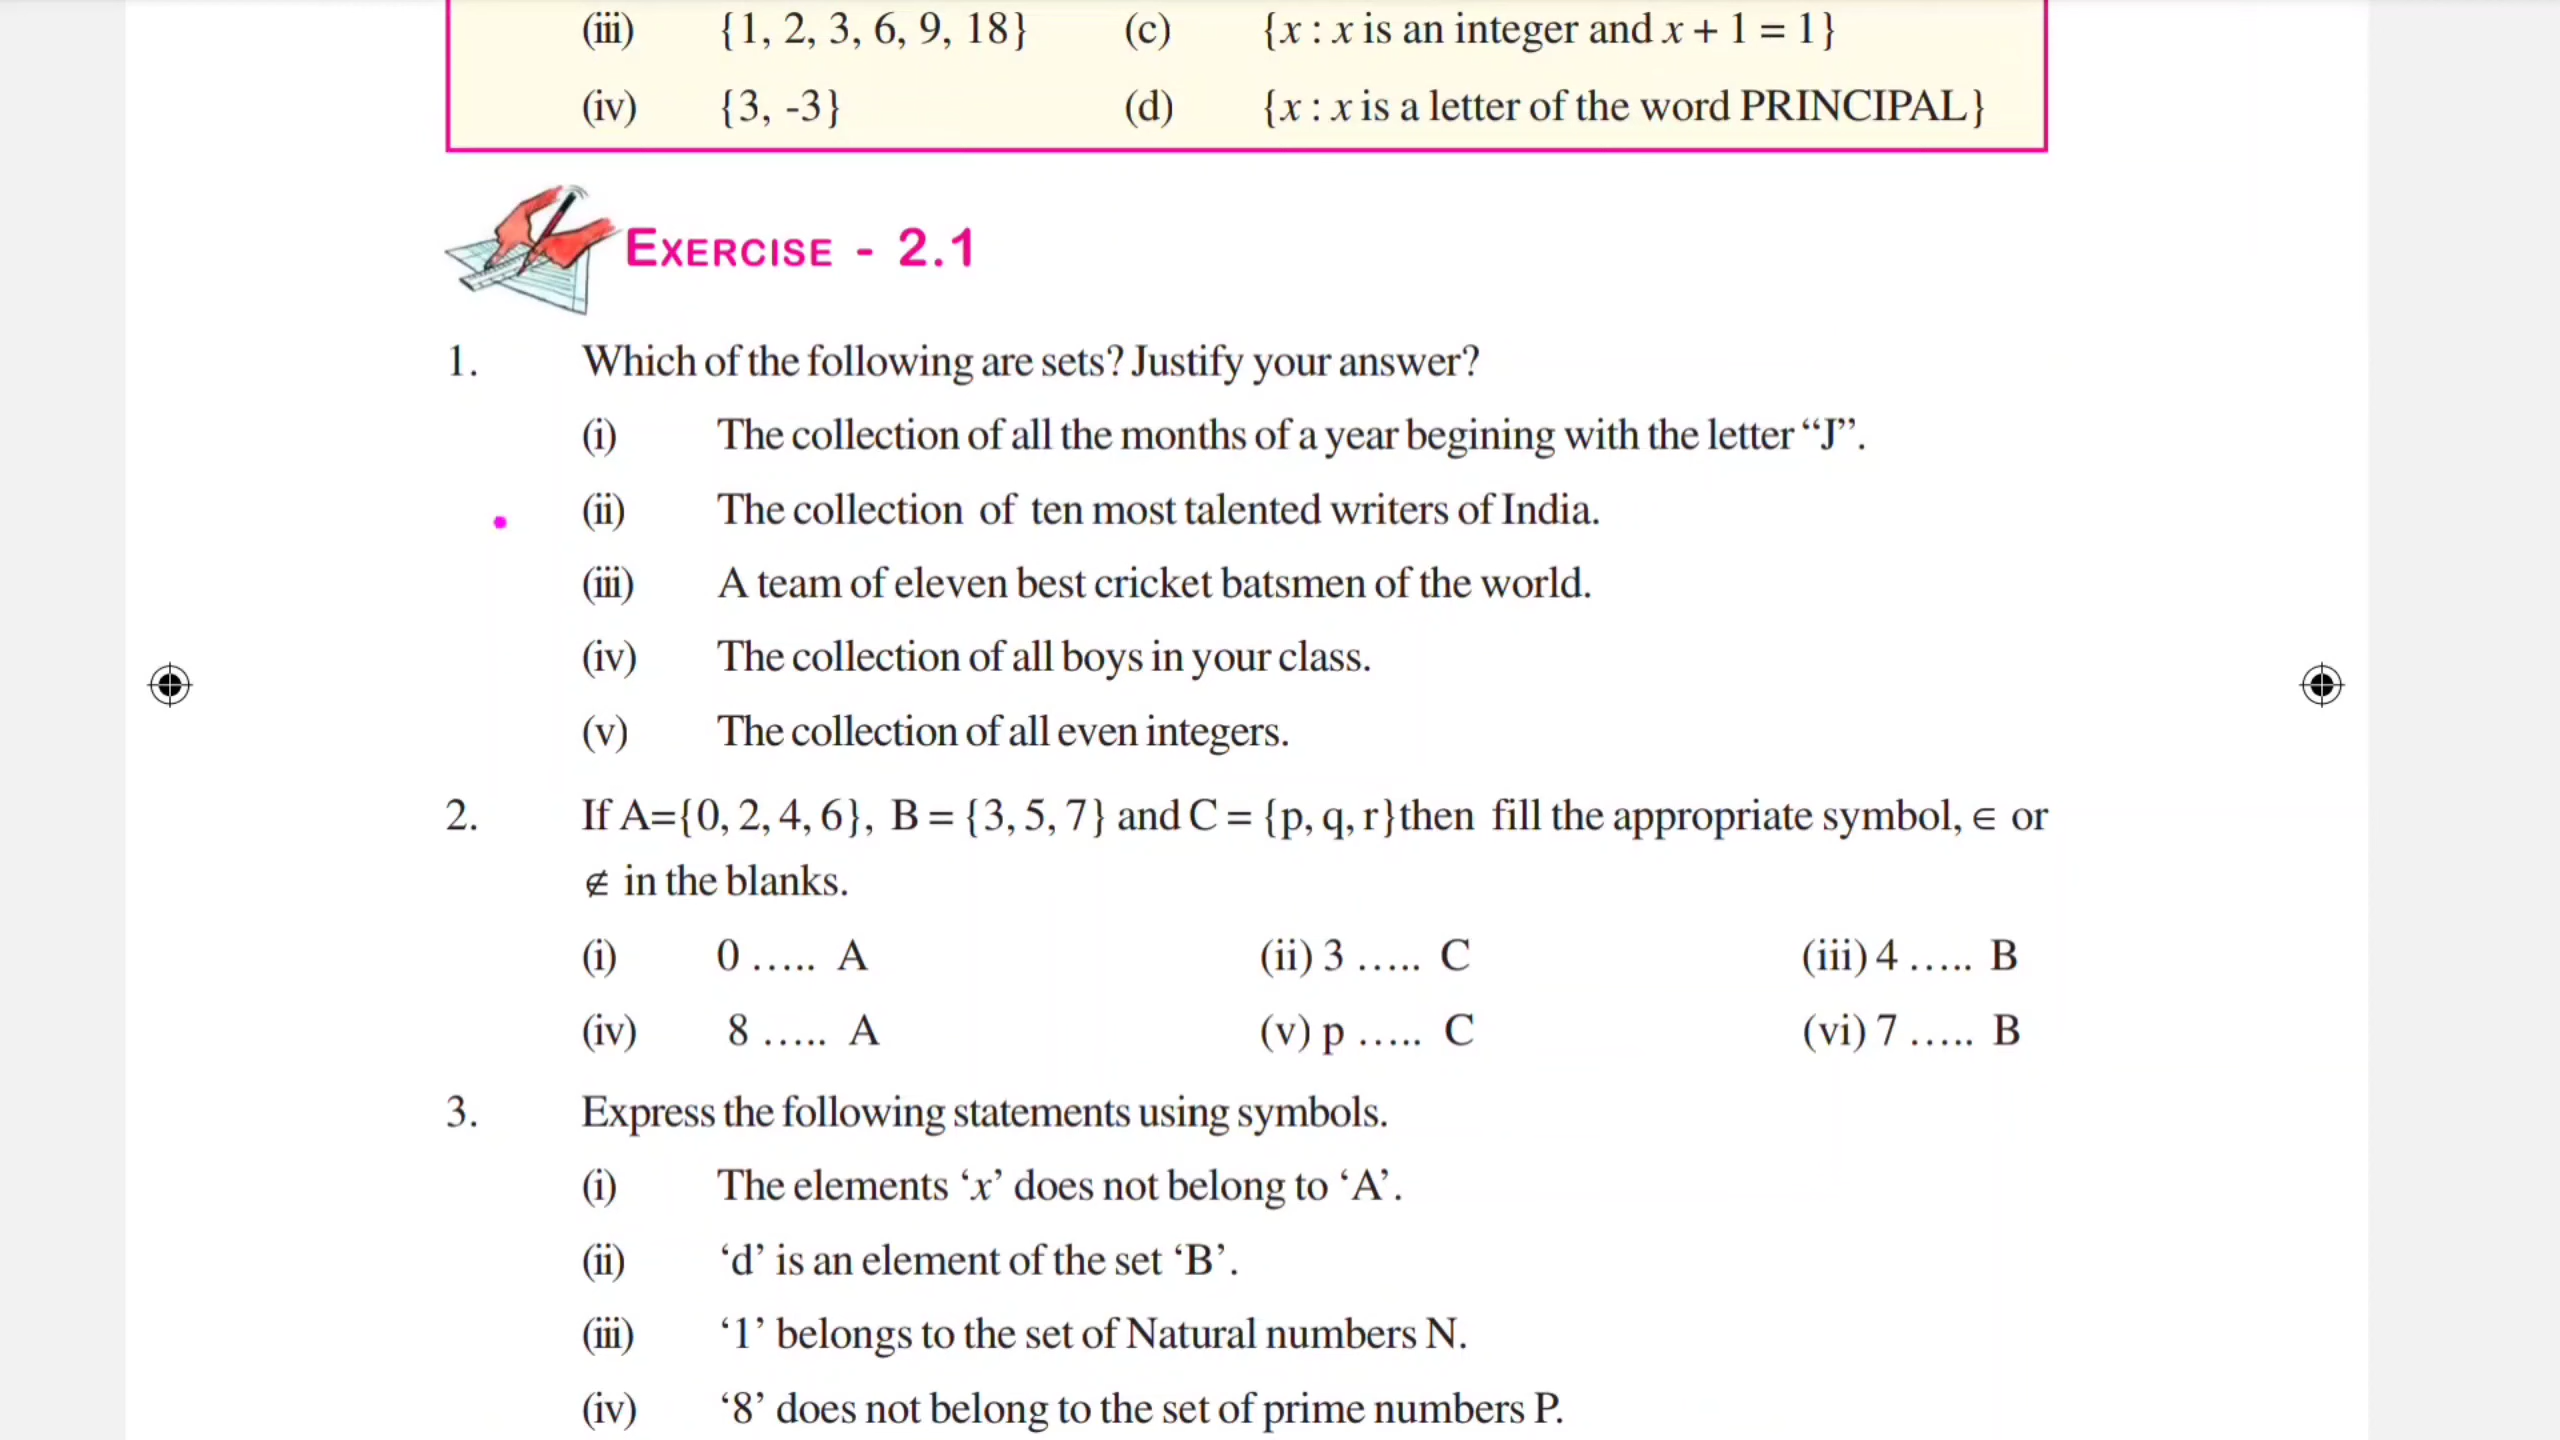 (iii) {1, 2, 3, 6, 9, 18} (c) {x : x is an integer and x + 1 = 1}
(iv) {3, -3} (d) {x : x is a letter of the word PRINCIPAL}
EXERCISE - 2.1
1. Which of the following are sets? Justify your answer?
(i) The collection of all the months of a year begining with the letter “J”.
(ii) The collection of ten most talented writers of India.
(iii) A team of eleven best cricket batsmen of the world.
(iv) The collection of all boys in your class.
(v) The collection of all even integers.
2. If A={0, 2, 4, 6}, B = {3, 5, 7} and C = {p, q, r}then fill the appropriate symbol, ∈ or
∉ in the blanks.
(i) 0 ….. A (ii) 3 ….. C (iii) 4 ….. B
(iv) 8 ….. A (v) p ….. C (vi) 7 ….. B
3. Express the following statements using symbols.
(i) The elements ‘x’ does not belong to ‘A’.
(ii) ‘d’ is an element of the set ‘B’.
(iii) ‘1’ belongs to the set of Natural numbers N.
(iv) ‘8’ does not belong to the set of prime numbers P.